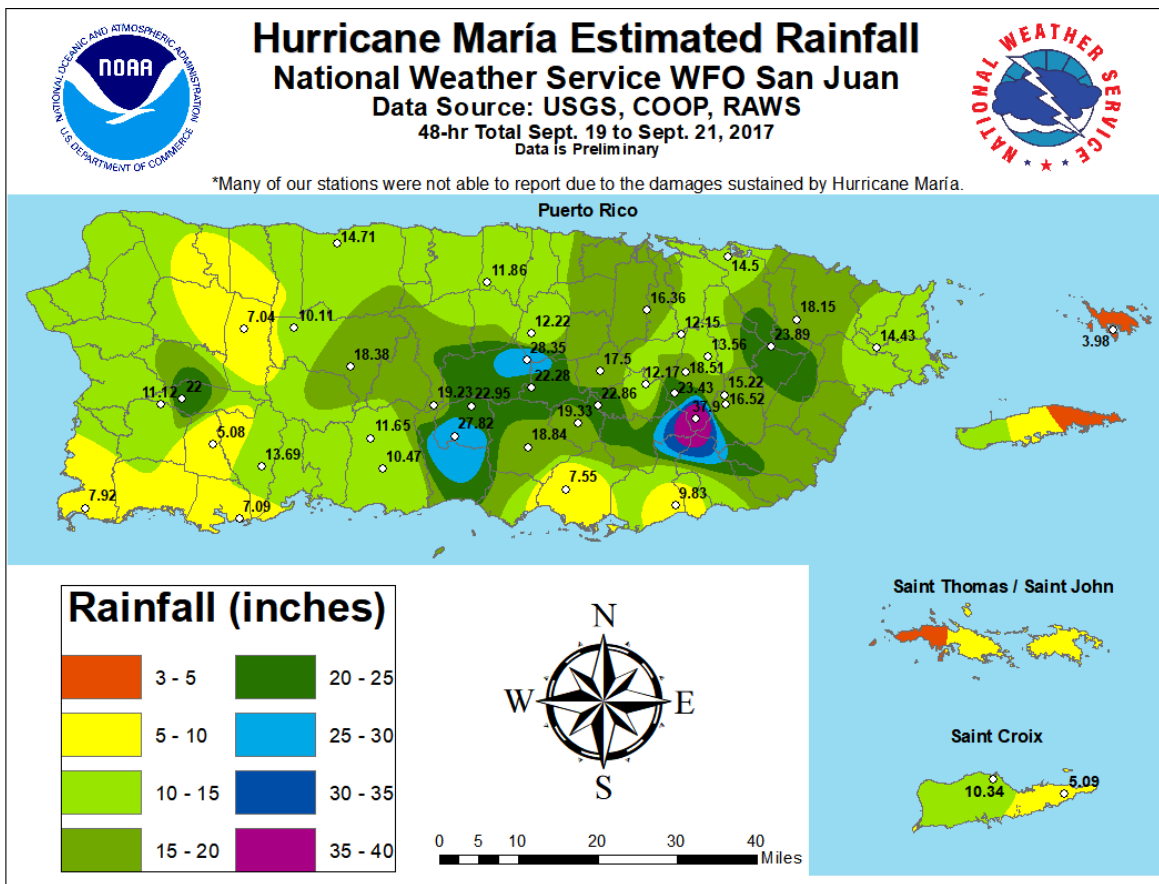 NATIONAL OCEANIC AND ATMOSPHERIC ADMINISTRATION
NOAA
U.S. DEPARTMENT OF COMMERCE
Hurricane María Estimated Rainfall
National Weather Service WFO San Juan
Data Source: USGS, COOP, RAWS
48-hr Total Sept. 19 to Sept. 21, 2017
Data is Preliminary
NATIONAL WEATHER SERVICE
*Many of our stations were not able to report due to the damages sustained by Hurricane María.
Puerto Rico
14.71
14.5
11.86
16.36
18.15
7.04
10.11
12.22
12.15
3.98
28.35
13.56
23.89
14.43
18.38
17.5
18.51
11.12
22
22.28
12.17
23.43
15.22
19.23
22.95
22.86
16.52
37.9
5.08
11.65
27.82
19.33
18.84
13.69
10.47
7.92
7.09
7.55
9.83
Rainfall (inches)
3 - 5
20 - 25
5 - 10
25 - 30
10 - 15
30 - 35
15 - 20
35 - 40
N
W
E
S
0 5 10 20 30 40
Miles
Saint Thomas / Saint John
Saint Croix
10.34
5.09